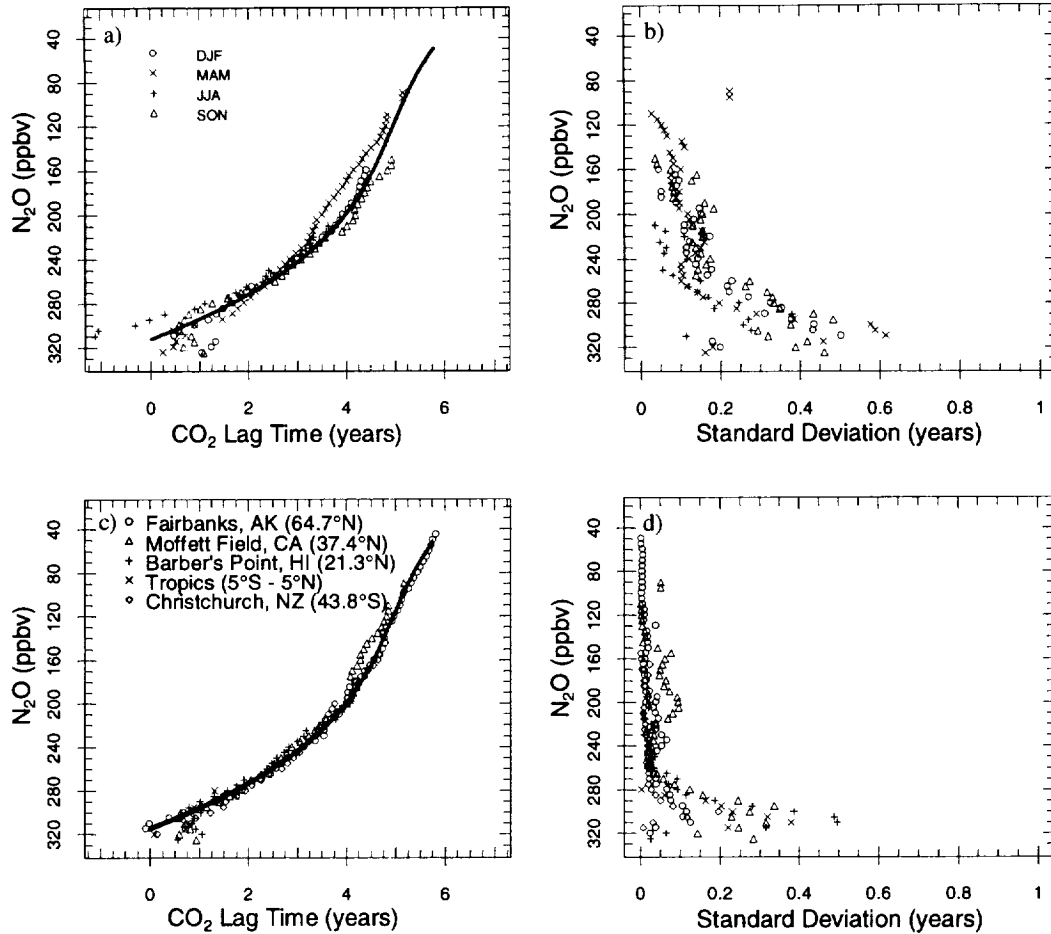 a)
DJF
MAM
JJA
SON
N₂O (ppbv)
40
80
120
160
200
240
280
320
0 2 4 6
CO₂ Lag Time (years)
b)
N₂O (ppbv)
40
80
120
160
200
240
280
320
0 0.2 0.4 0.6 0.8 1
Standard Deviation (years)
c)
Fairbanks, AK (64.7°N)
Moffett Field, CA (37.4°N)
Barber's Point, HI (21.3°N)
Tropics (5°S - 5°N)
Christchurch, NZ (43.8°S)
N₂O (ppbv)
40
80
120
160
200
240
280
320
0 2 4 6
CO₂ Lag Time (years)
d)
N₂O (ppbv)
40
80
120
160
200
240
280
320
0 0.2 0.4 0.6 0.8 1
Standard Deviation (years)